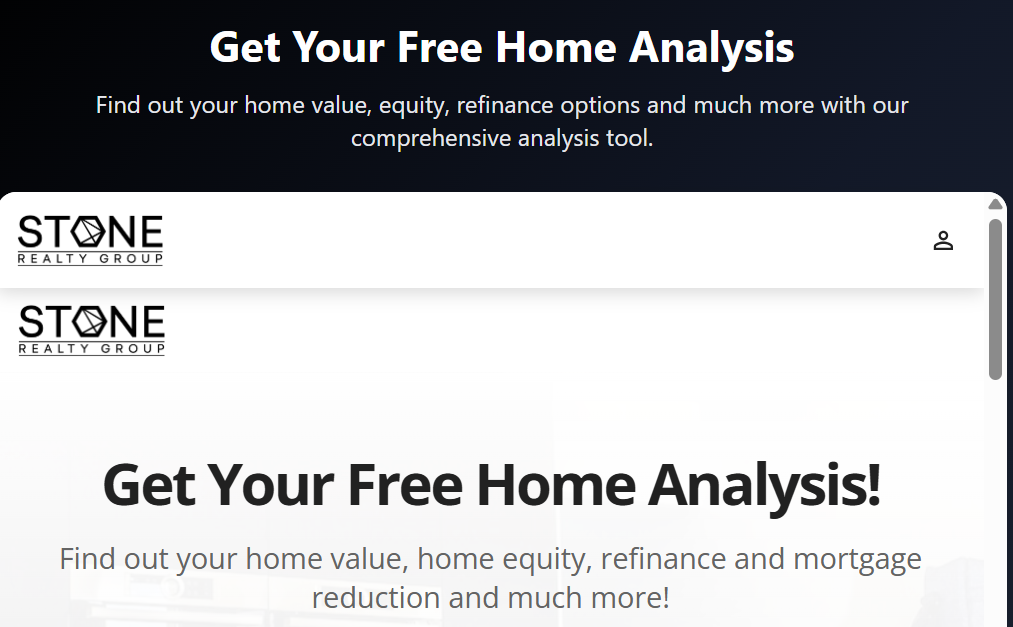 Get Your Free Home Analysis
Find out your home value, equity, refinance options and much more with our
comprehensive analysis tool.
STONE
REALTY GROUP
STONE
REALTY GROUP
Get Your Free Home Analysis!
Find out your home value, home equity, refinance and mortgage
reduction and much more!